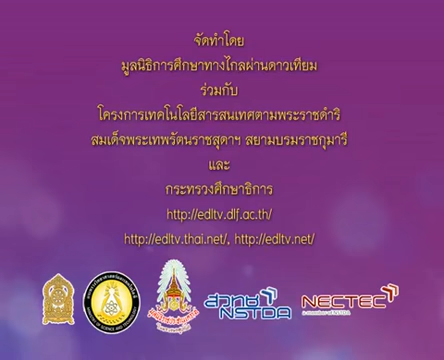 จัดทำโดย
มูลนิธิการศึกษาทางไกลผ่านดาวเทียม
ร่วมกับ
โครงการเทคโนโลยีสารสนเทศตามพระราชดำริ
สมเด็จพระเทพรัตนราชสุดาฯ สยามบรมราชกุมารี
และ
กระทรวงศึกษาธิการ
http://edltv.dlf.ac.th/
http://edltv.thai.net/, http://edltv.net/
สวทช
NSTDA
NECTEC
a member of NSTDA